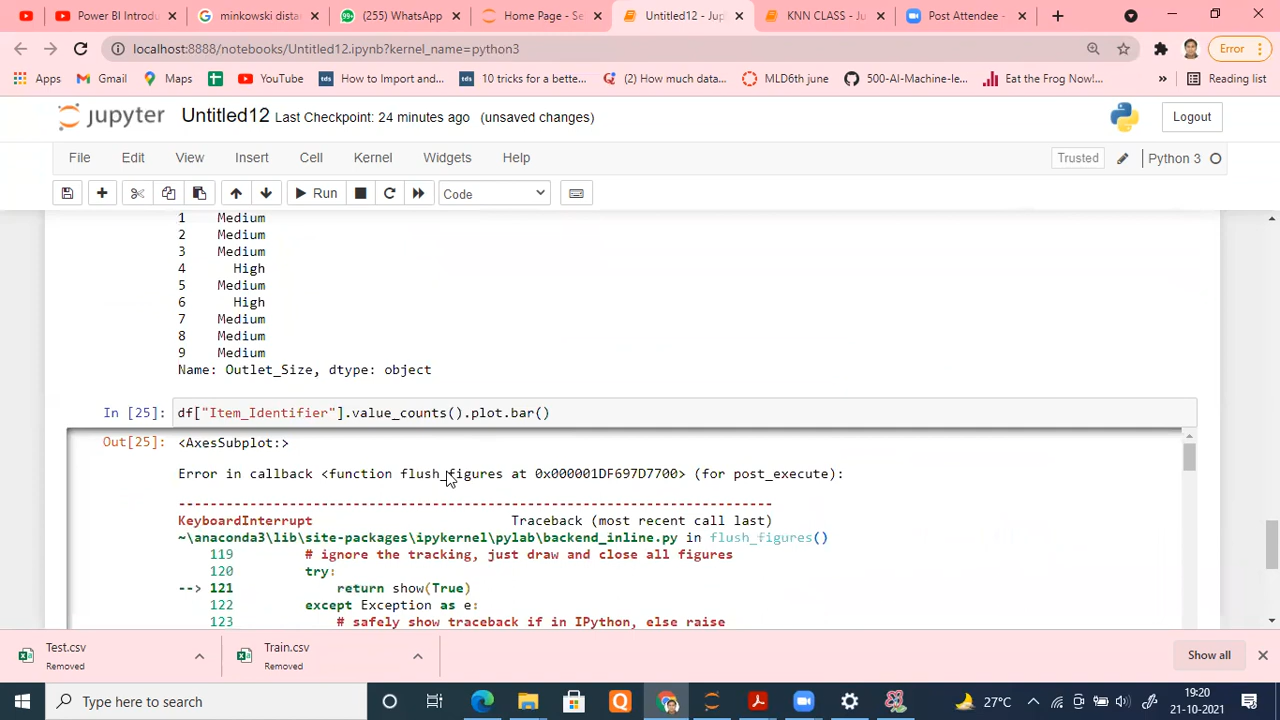 Power BI Introdu
minkowski dista
(255) WhatsApp
Home Page - Se
Untitled12 - Jup
KNN CLASS - Ju
Post Attendee -
localhost:8888/notebooks/Untitled12.ipynb?kernel_name=python3
Error
Apps
Gmail
Maps
YouTube
tds
How to Import and...
tds
10 tricks for a bette...
(2) How much data...
MLD6th june
500-AI-Machine-le...
Eat the Frog Now!...
»
Reading list
jupyter
Untitled12 Last Checkpoint: 24 minutes ago (unsaved changes)
Logout
File
Edit
View
Insert
Cell
Kernel
Widgets
Help
Trusted
Python 3
Run
Code
1 Medium
2 Medium
3 Medium
4 High
5 Medium
6 High
7 Medium
8 Medium
9 Medium
Name: Outlet_Size, dtype: object
In [25]: df["Item_Identifier"].value_counts().plot.bar()
Out[25]: <AxesSubplot:>
Error in callback <function flush_figures at 0x000001DF697D7700> (for post_execute):
---------------------------------------------------------------------------
KeyboardInterrupt Traceback (most recent call last)
~\anaconda3\lib\site-packages\ipykernel\pylab\backend_inline.py in flush_figures()
119 # ignore the tracking, just draw and close all figures
120 try:
--> 121 return show(True)
122 except Exception as e:
123 # safely show traceback if in IPython, else raise
Test.csv
Removed
Train.csv
Removed
Show all
Type here to search
27°C
19:20
21-10-2021